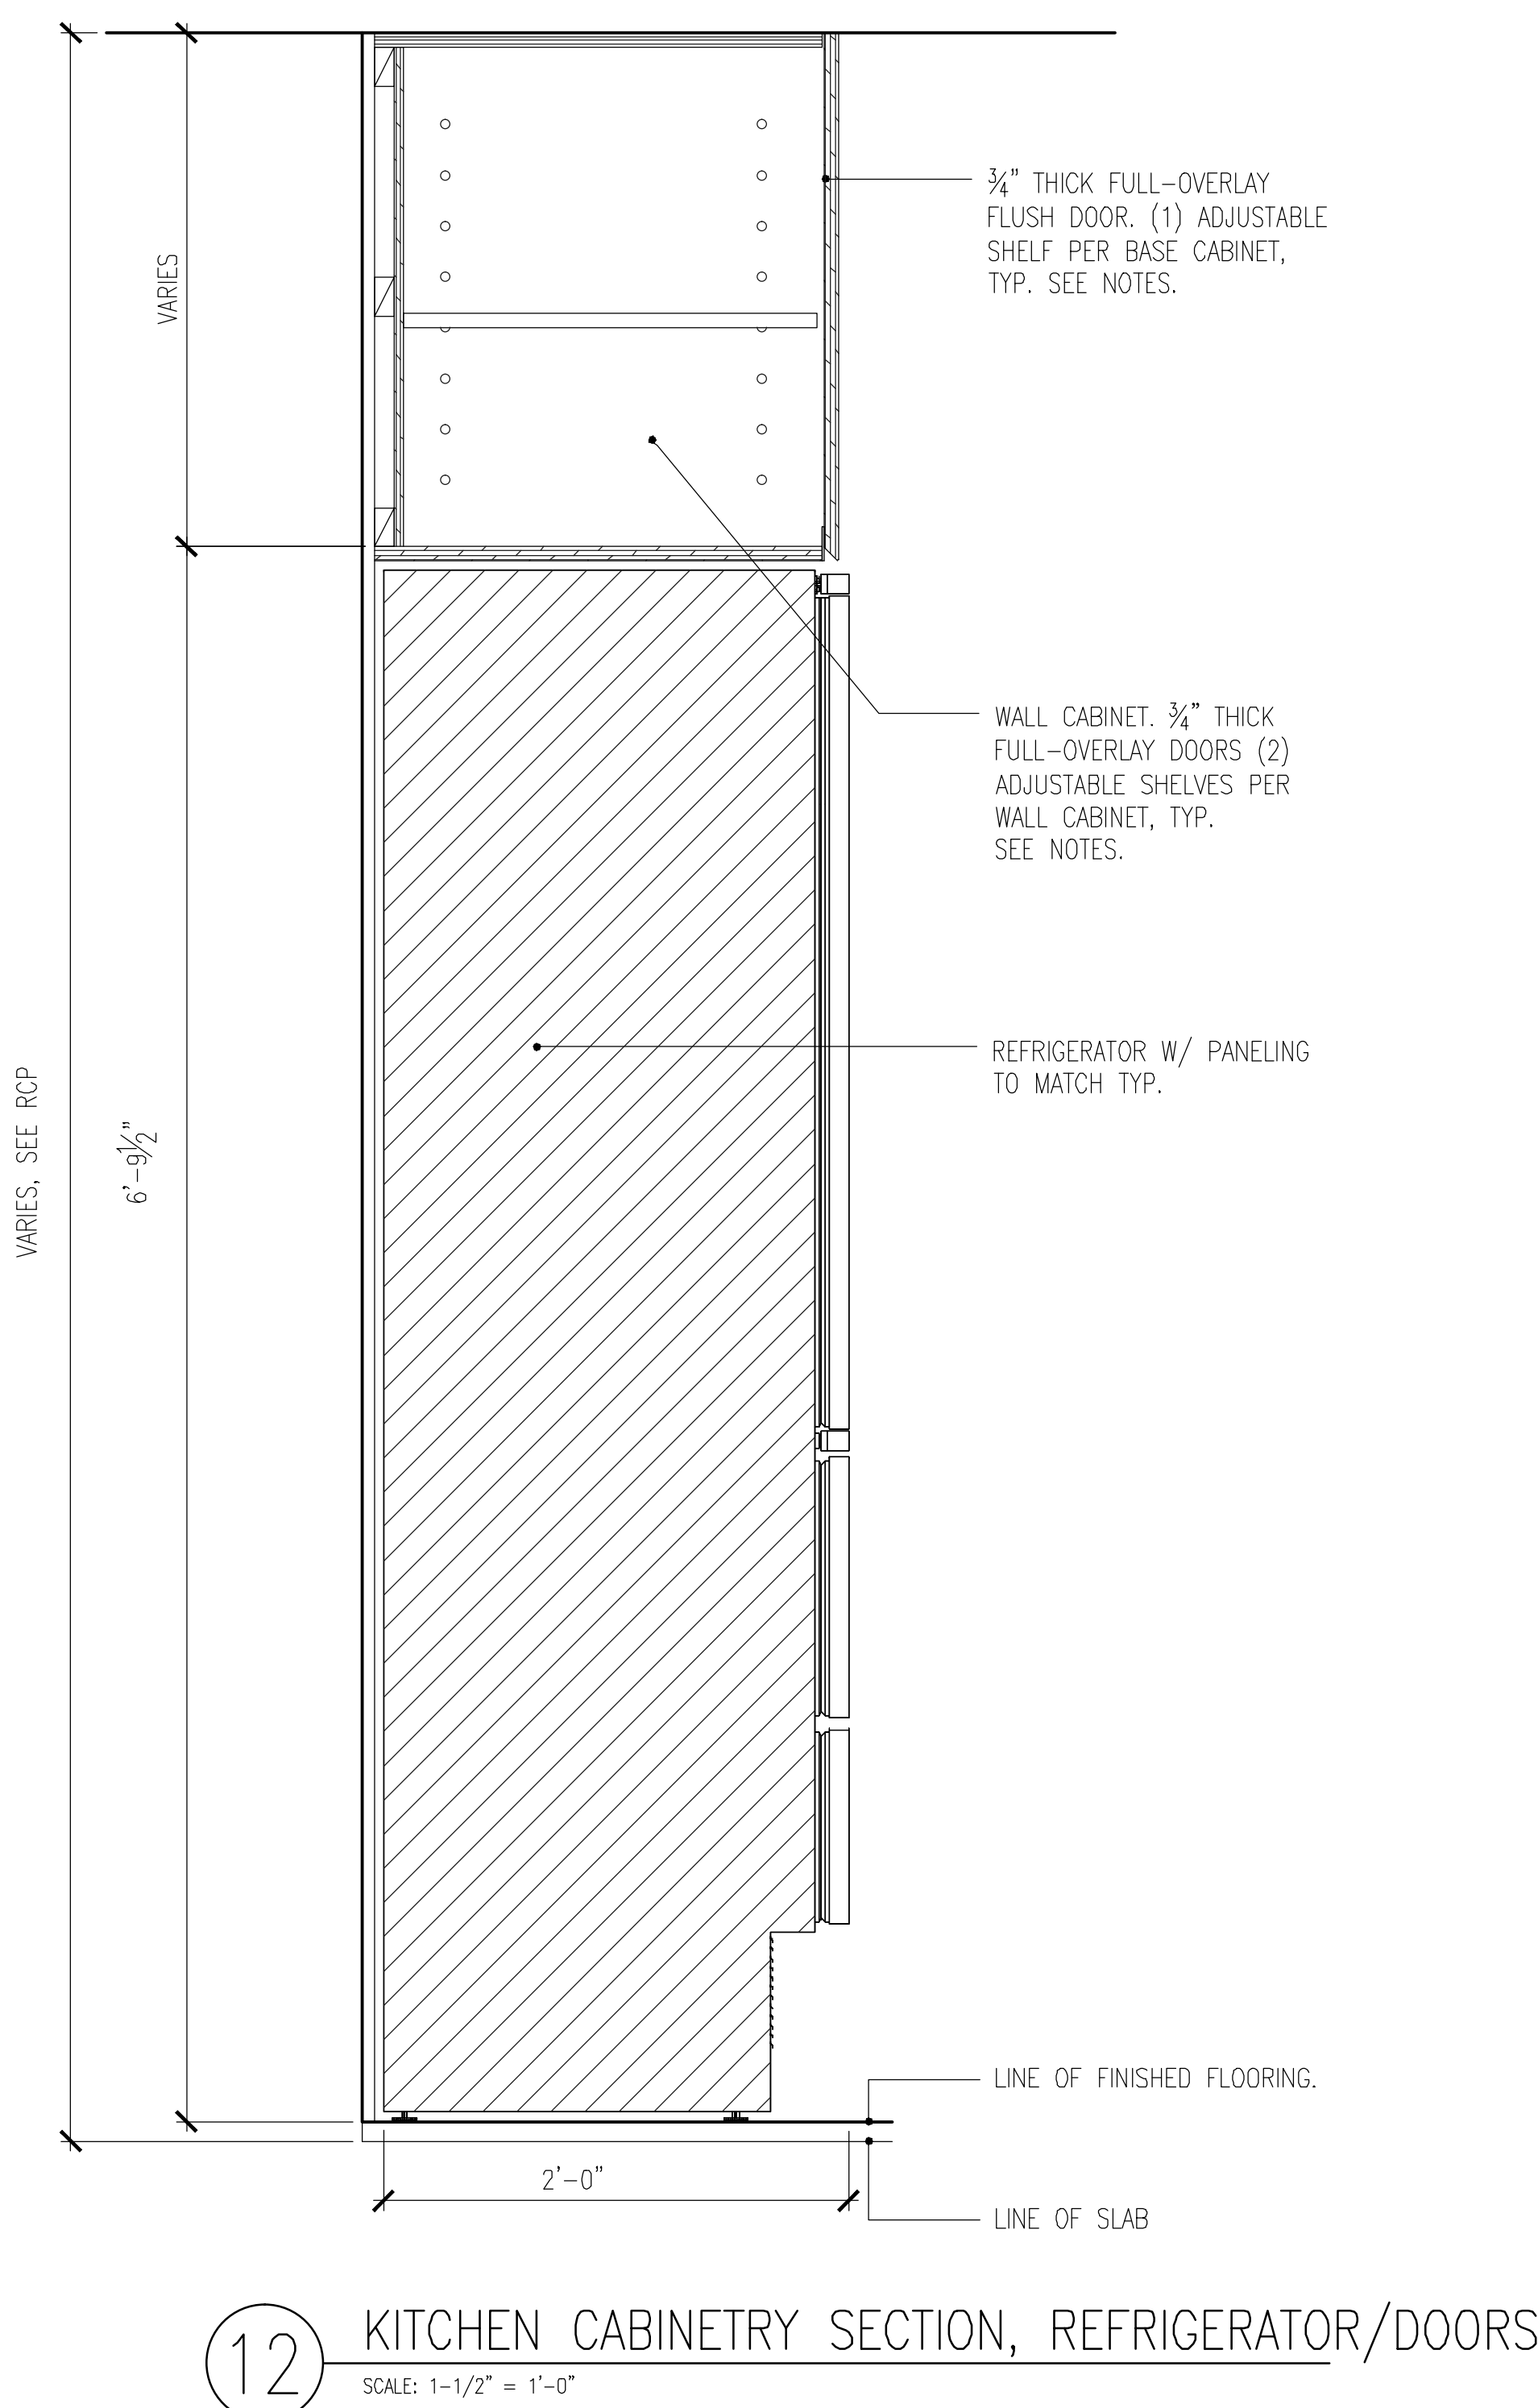 ¾" THICK FULL-OVERLAY
FLUSH DOOR. (1) ADJUSTABLE
SHELF PER BASE CABINET,
TYP. SEE NOTES.
VARIES
WALL CABINET. ¾" THICK
FULL-OVERLAY DOORS (2)
ADJUSTABLE SHELVES PER
WALL CABINET, TYP.
SEE NOTES.
REFRIGERATOR W/ PANELING
TO MATCH TYP.
VARIES, SEE RCP
6'-9½"
LINE OF FINISHED FLOORING.
2'-0"
LINE OF SLAB
12
KITCHEN CABINETRY SECTION, REFRIGERATOR/DOORS
SCALE: 1-1/2" = 1'-0"